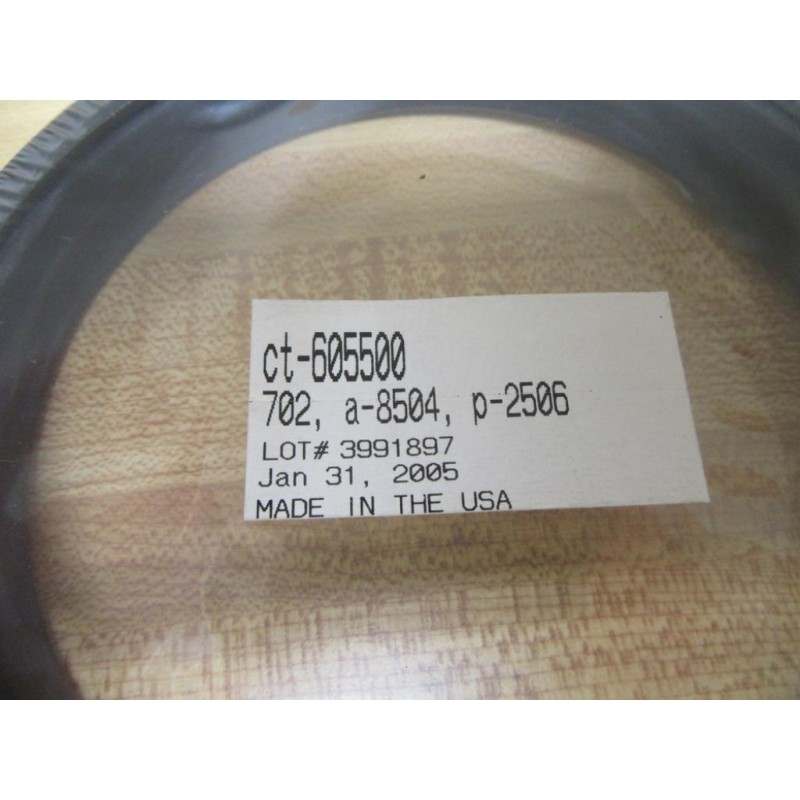 ct-605500
702, a-8504, p-2506
LOT# 3991897
Jan 31, 2005
MADE IN THE USA